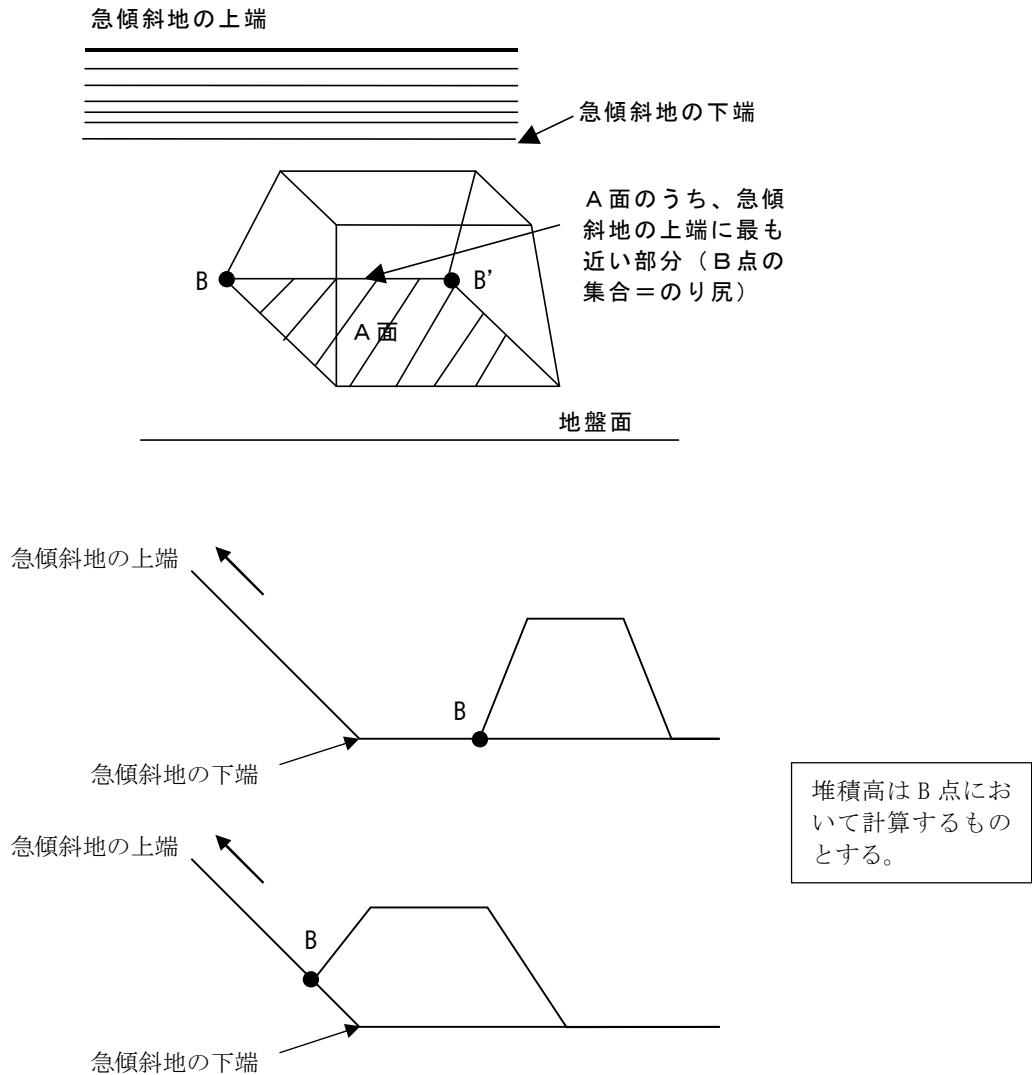 急傾斜地の上端
急傾斜地の下端
A面のうち、急傾
斜地の上端に最も
近い部分（B点の
集合＝のり尻）
B
B’
A面
地盤面
急傾斜地の上端
B
急傾斜地の下端
堆積高は B 点にお
いて計算するもの
とする。
急傾斜地の上端
B
急傾斜地の下端